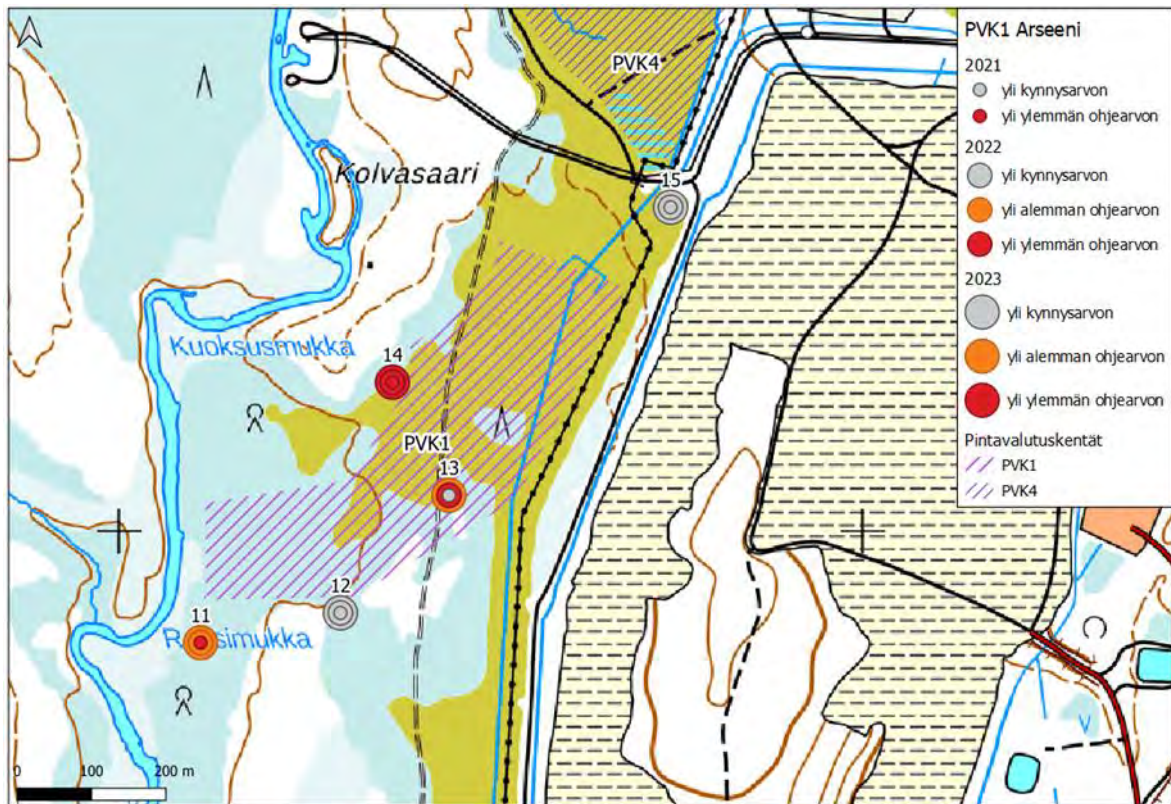 PVK4
Kolvasaari
15
Kuoksusmukka
14
PVK1
13
12
11
0 100 200 m
PVK1 Arseeni
2021
yli kynnysarvon
yli ylemmän ohjearvon
2022
yli kynnysarvon
yli alemman ohjearvon
yli ylemmän ohjearvon
2023
yli kynnysarvon
yli alemman ohjearvon
yli ylemmän ohjearvon
Pintavalutuskentät
PVK1
PVK4